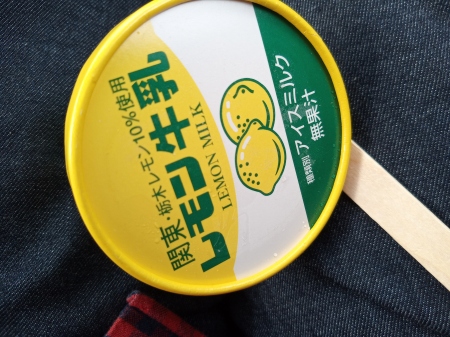 関東・栃木レモン10%使用
レモン牛乳
LEMON MILK
種類別 アイスミルク
無果汁